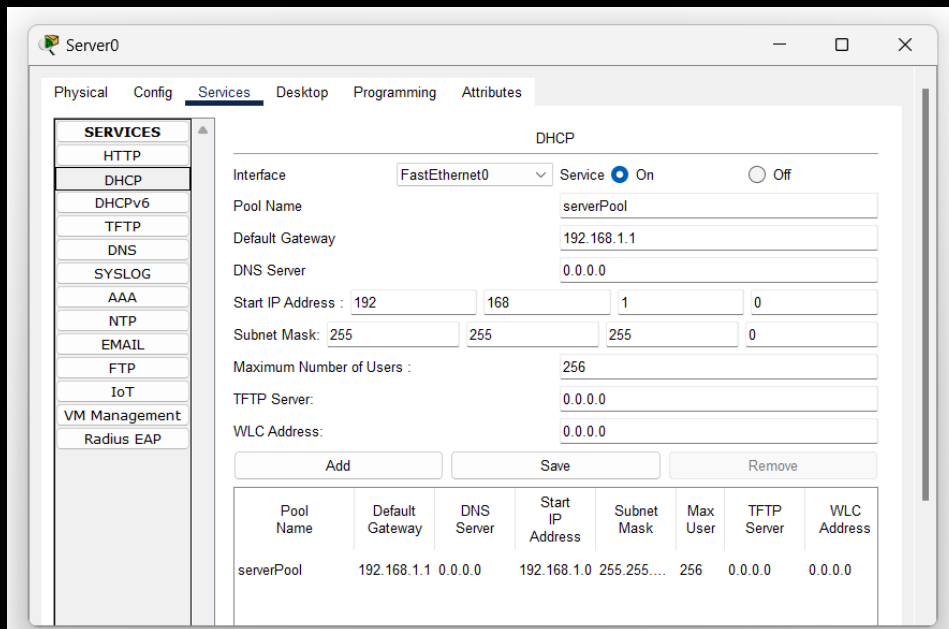 Server0
Physical Config Services Desktop Programming Attributes
SERVICES
HTTP
DHCP
DHCPv6
TFTP
DNS
SYSLOG
AAA
NTP
EMAIL
FTP
IoT
VM Management
Radius EAP
DHCP
Interface FastEthernet0 Service On Off
Pool Name serverPool
Default Gateway 192.168.1.1
DNS Server 0.0.0.0
Start IP Address : 192 168 1 0
Subnet Mask: 255 255 255 0
Maximum Number of Users : 256
TFTP Server: 0.0.0.0
WLC Address: 0.0.0.0
Add Save Remove
Pool Name Default Gateway DNS Server Start IP Address Subnet Mask Max User TFTP Server WLC Address
serverPool 192.168.1.1 0.0.0.0 192.168.1.0 255.255.... 256 0.0.0.0 0.0.0.0